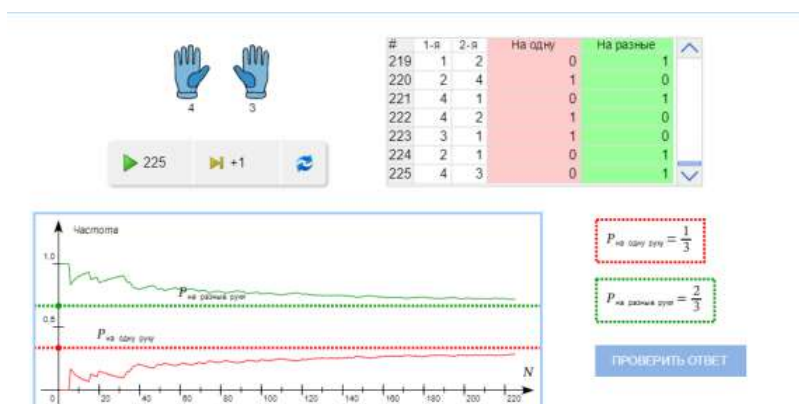 # 1-я 2-я На одну На разные
219 1 2 0 1
220 2 4 1 0
221 4 1 0 1
222 4 2 1 0
223 3 1 1 0
224 2 1 0 1
225 4 3 0 1
4 3
225 +1
Частота
1.0
P на разные руки
0.5
P на одну руку
N
0 20 40 60 80 100 120 140 160 180 200 220
P на одну руку = 1/3
P на разные руки = 2/3
ПРОВЕРИТЬ ОТВЕТ